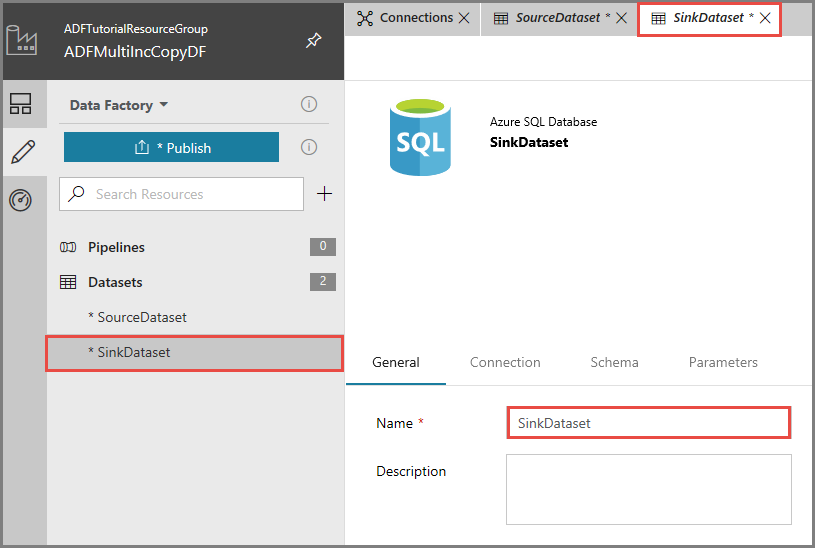 ADFTutorialResourceGroup
ADFMultiIncCopyDF
Connections
SourceDataset *
SinkDataset *
Data Factory
* Publish
Search Resources
Pipelines 0
Datasets 2
* SourceDataset
* SinkDataset
SQL
Azure SQL Database
SinkDataset
General Connection Schema Parameters
Name * SinkDataset
Description